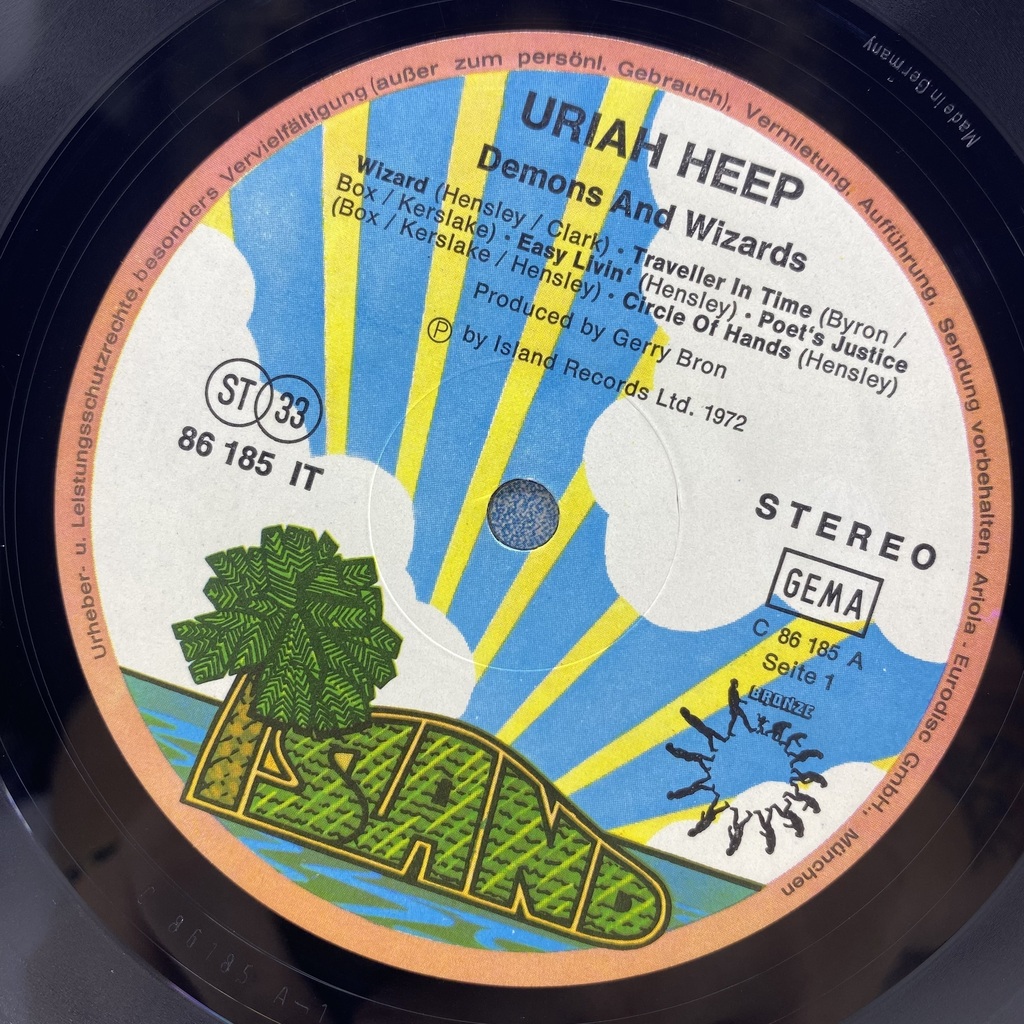 Urheber- u. Leistungsschutzrechte, besonders Vervielfältigung (außer zum persönl. Gebrauch), Vermietung, Aufführung, Sendung vorbehalten. Ariola - Eurodisc GmbH., München
Made in Germany
URIAH HEEP
Demons And Wizards
Wizard (Hensley / Clark) · Traveller In Time (Byron /
Box / Kerslake) · Easy Livin' (Hensley) · Poet's Justice
(Box / Kerslake / Hensley) · Circle Of Hands (Hensley)
Produced by Gerry Bron
℗ by Island Records Ltd. 1972
ST 33
86 185 IT
STEREO
GEMA
C 86 185 A
Seite 1
BRONZE
ISLAND
C 86185 A-1